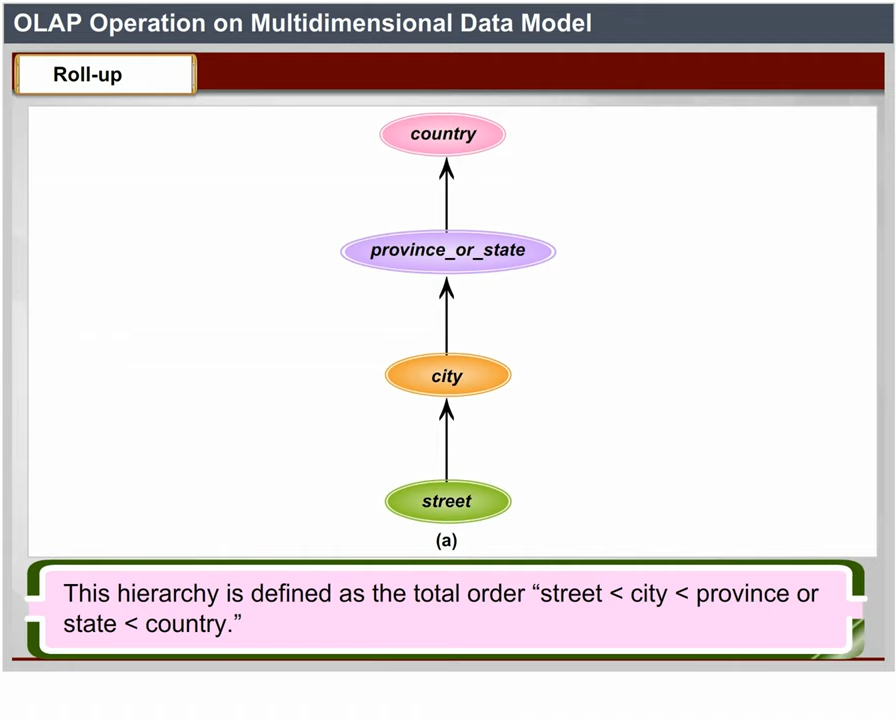 OLAP Operation on Multidimensional Data Model
Roll-up
country
province_or_state
city
street
(a)
This hierarchy is defined as the total order “street < city < province or
state < country.”